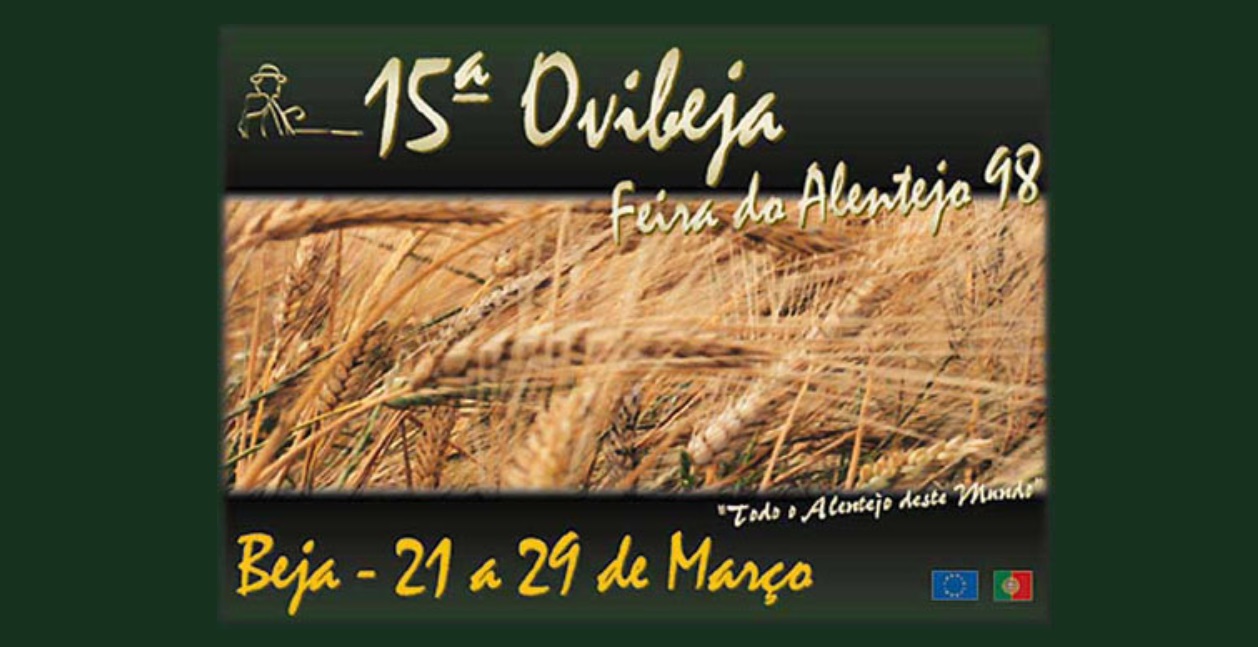 15ª Ovibeja
Feira do Alentejo 98
"Todo o Alentejo deste Mundo"
Beja - 21 a 29 de Março